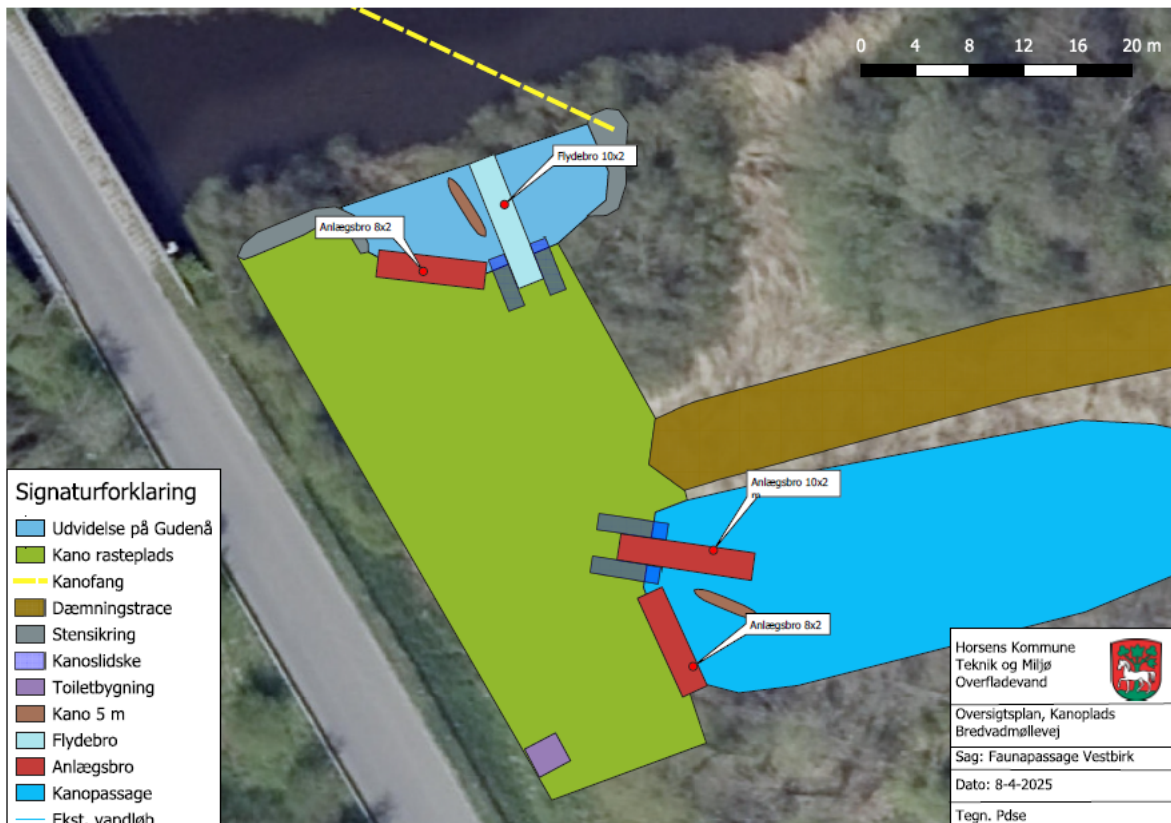 0 4 8 12 16 20 m
Flydebro 10x2
Anlægsbro 8x2
Anlægsbro 10x2
m
Anlægsbro 8x2
Signaturforklaring
Udvidelse på Gudenå
Kano rasteplads
Kanofang
Dæmningstrace
Stensikring
Kanoslidske
Toiletbygning
Kano 5 m
Flydebro
Anlægsbro
Kanopassage
Ekst. vandløb
Horsens Kommune
Teknik og Miljø
Overfladevand
Oversigtsplan, Kanoplads
Bredvadmøllevej
Sag: Faunapassage Vestbirk
Dato: 8-4-2025
Tegn. Pdse